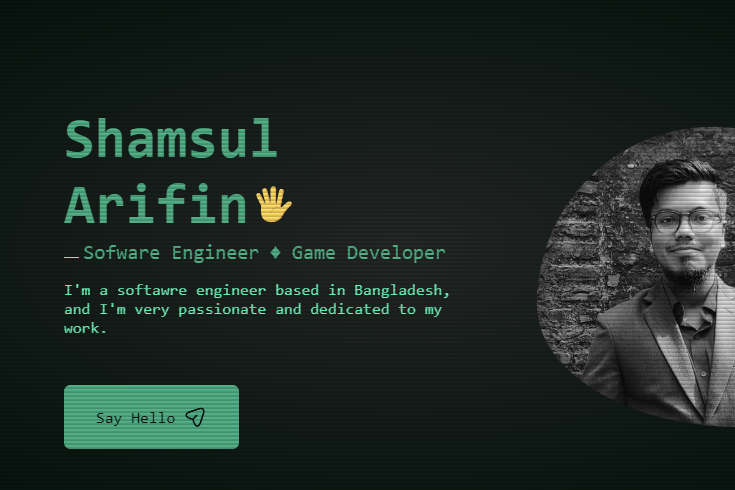 Shamsul
Arifin👋
Sofware Engineer ♦ Game Developer
I'm a softawre engineer based in Bangladesh,
and I'm very passionate and dedicated to my
work.
Say Hello